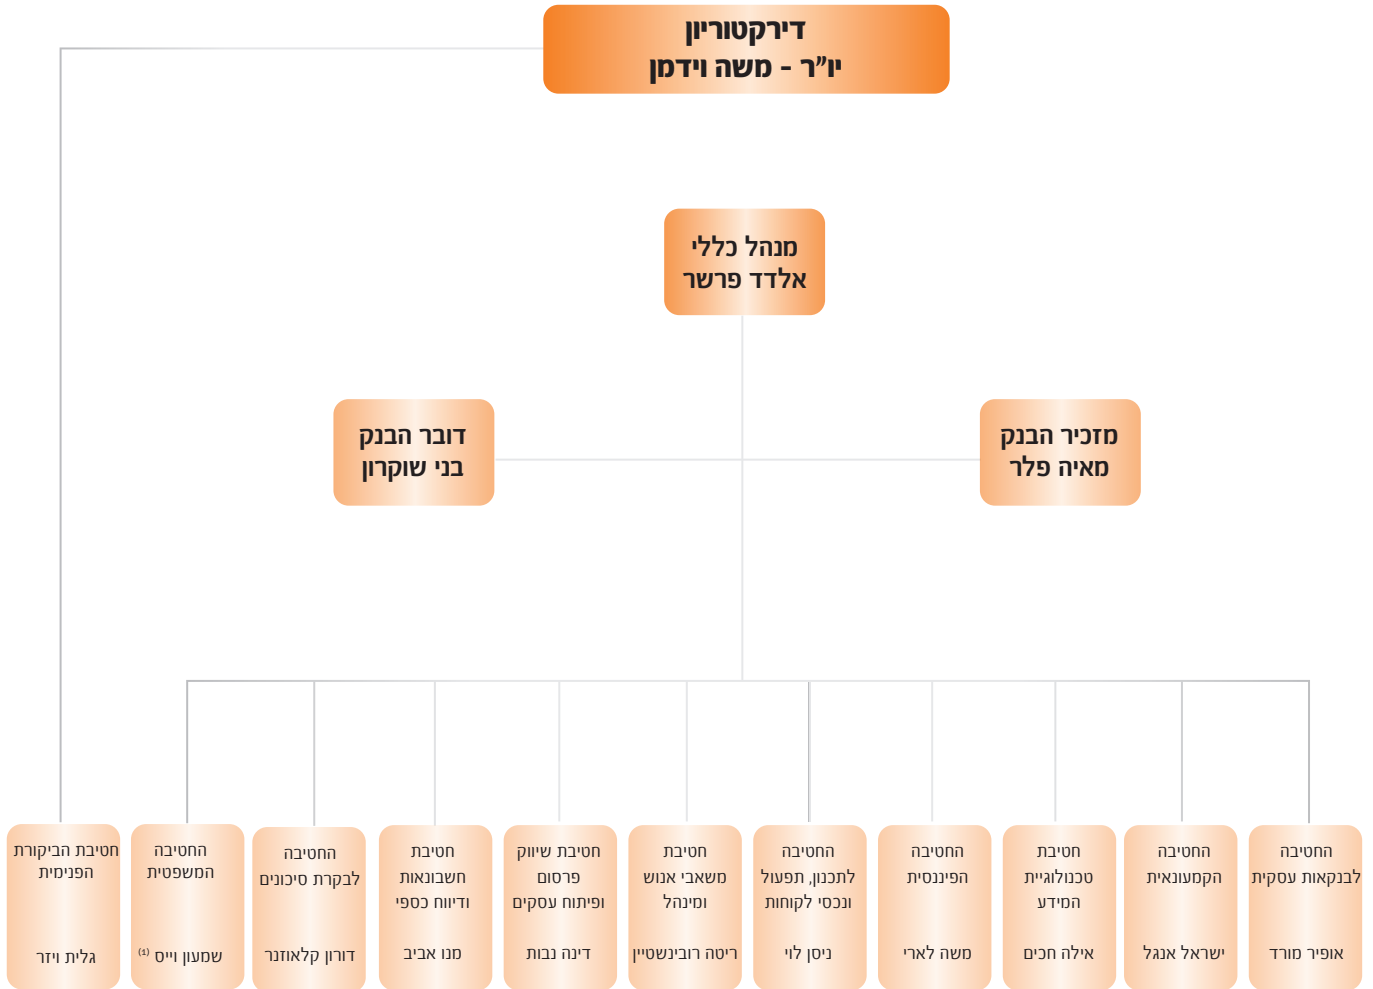 דירקטוריון
יו"ר - משה וידמן
מנהל כללי
אלדד פרשר
מזכיר הבנק
מאיה פלר
דובר הבנק
בני שוקרון
החטיבה
לבנקאות עסקית
אופיר מורד
החטיבה
הקמעונאית
ישראל אנגל
חטיבת
טכנולוגיית
המידע
אילה חכים
החטיבה
הפיננסית
משה לארי
החטיבה
לתכנון, תפעול
ונכסי לקוחות
ניסן לוי
חטיבת
משאבי אנוש
ומינהל
ריטה רובינשטיין
חטיבת שיווק
פרסום
ופיתוח עסקים
דינה נבות
חטיבת
חשבונאות
ודיווח כספי
מנו אביב
החטיבה
לבקרת סיכונים
דורון קלאוזנר
החטיבה
המשפטית
שמעון וייס (1)
חטיבת הביקורת
הפנימית
גלית ויזר